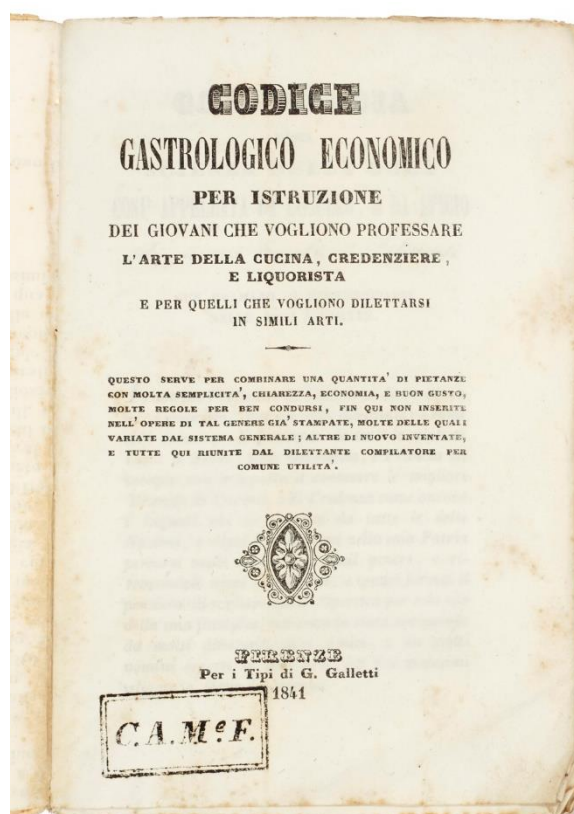 CODICE
GASTROLOGICO ECONOMICO
PER ISTRUZIONE
DEI GIOVANI CHE VOGLIONO PROFESSARE
L'ARTE DELLA CUCINA, CREDENZIERE,
E LIQUORISTA
E PER QUELLI CHE VOGLIONO DILETTARSI
IN SIMILI ARTI.
QUESTO SERVE PER COMBINARE UNA QUANTITA' DI PIETANZE
CON MOLTA SEMPLICITA', CHIAREZZA, ECONOMIA, E BUON GUSTO,
MOLTE REGOLE PER BEN CONDURSI, FIN QUI NON INSERITE
NELL'OPERE DI TAL GENERE GIA' STAMPATE, MOLTE DELLE QUALI
VARIATE DAL SISTEMA GENERALE; ALTRE DI NUOVO INVENTATE,
E TUTTE QUI RIUNITE DAL DILETTANTE COMPILATORE PER
COMUNE UTILITA'.
FIRENZE
Per i Tipi di G. Galletti
1841
C. A. Mᵉ F.